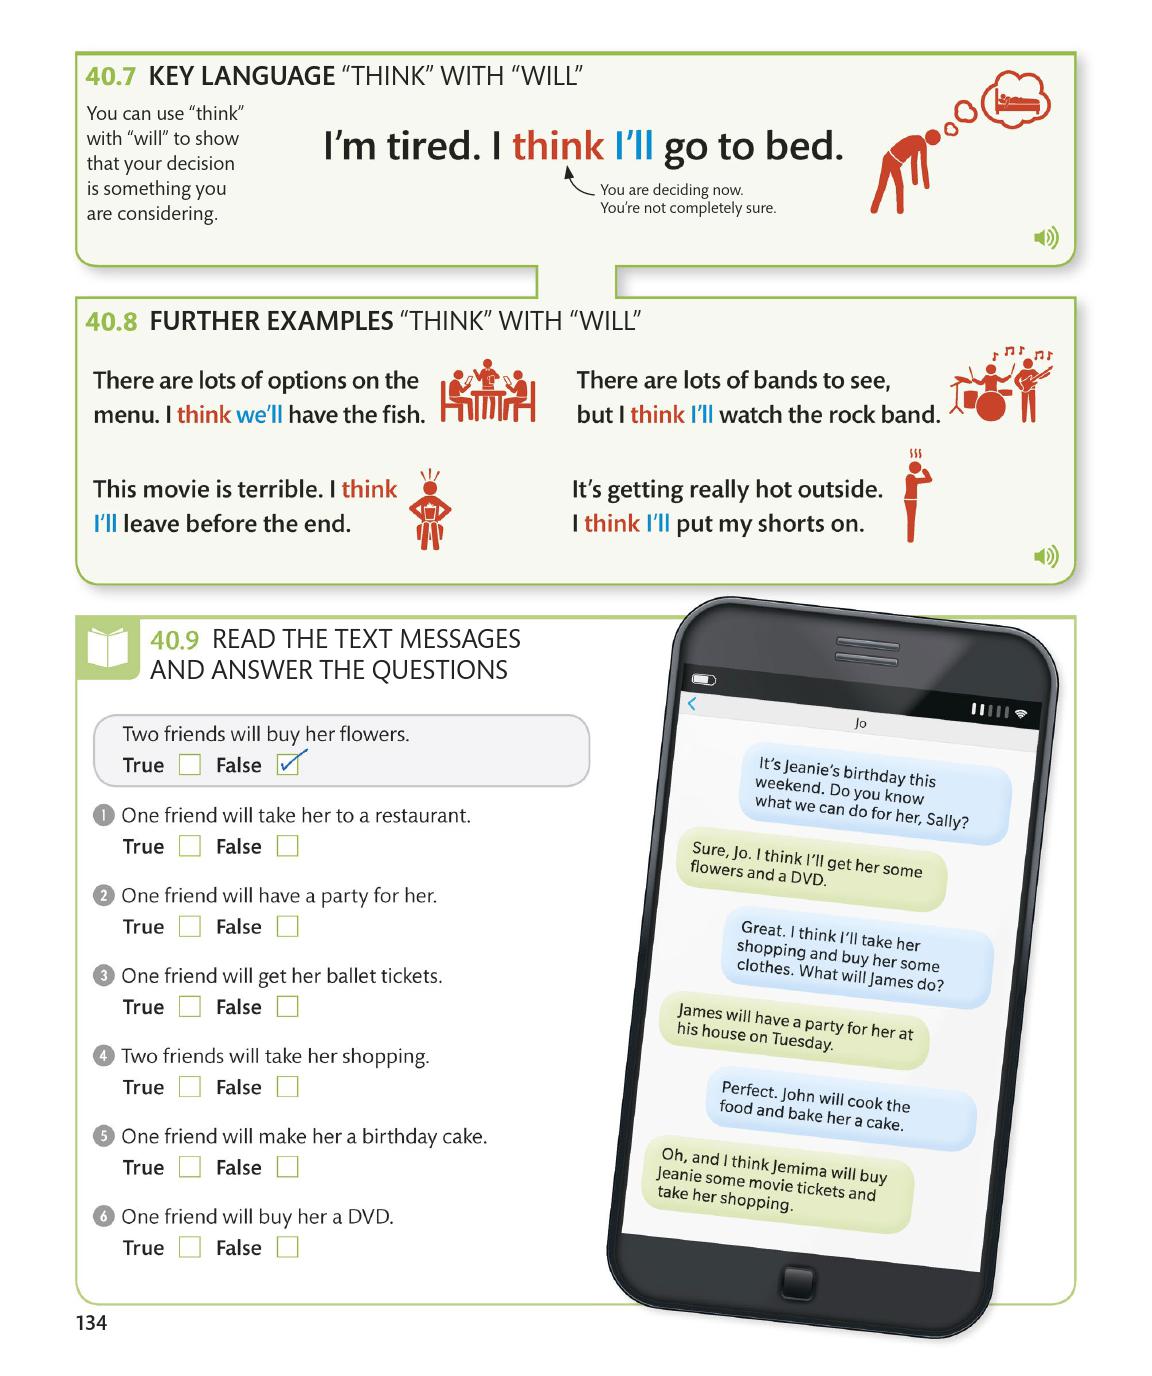 40.7 KEY LANGUAGE “THINK” WITH “WILL”
You can use “think”
with “will” to show
that your decision
is something you
are considering.
I’m tired. I think I’ll go to bed.
You are deciding now.
You’re not completely sure.
40.8 FURTHER EXAMPLES “THINK” WITH “WILL”
There are lots of options on the
menu. I think we’ll have the fish.
There are lots of bands to see,
but I think I’ll watch the rock band.
This movie is terrible. I think
I’ll leave before the end.
It’s getting really hot outside.
I think I’ll put my shorts on.
40.9 READ THE TEXT MESSAGES
AND ANSWER THE QUESTIONS
Two friends will buy her flowers.
True False
1 One friend will take her to a restaurant.
True False
2 One friend will have a party for her.
True False
3 One friend will get her ballet tickets.
True False
4 Two friends will take her shopping.
True False
5 One friend will make her a birthday cake.
True False
6 One friend will buy her a DVD.
True False
Jo
It’s Jeanie’s birthday this
weekend. Do you know
what we can do for her, Sally?
Sure, Jo. I think I’ll get her some
flowers and a DVD.
Great. I think I’ll take her
shopping and buy her some
clothes. What will James do?
James will have a party for her at
his house on Tuesday.
Perfect. John will cook the
food and bake her a cake.
Oh, and I think Jemima will buy
Jeanie some movie tickets and
take her shopping.
134